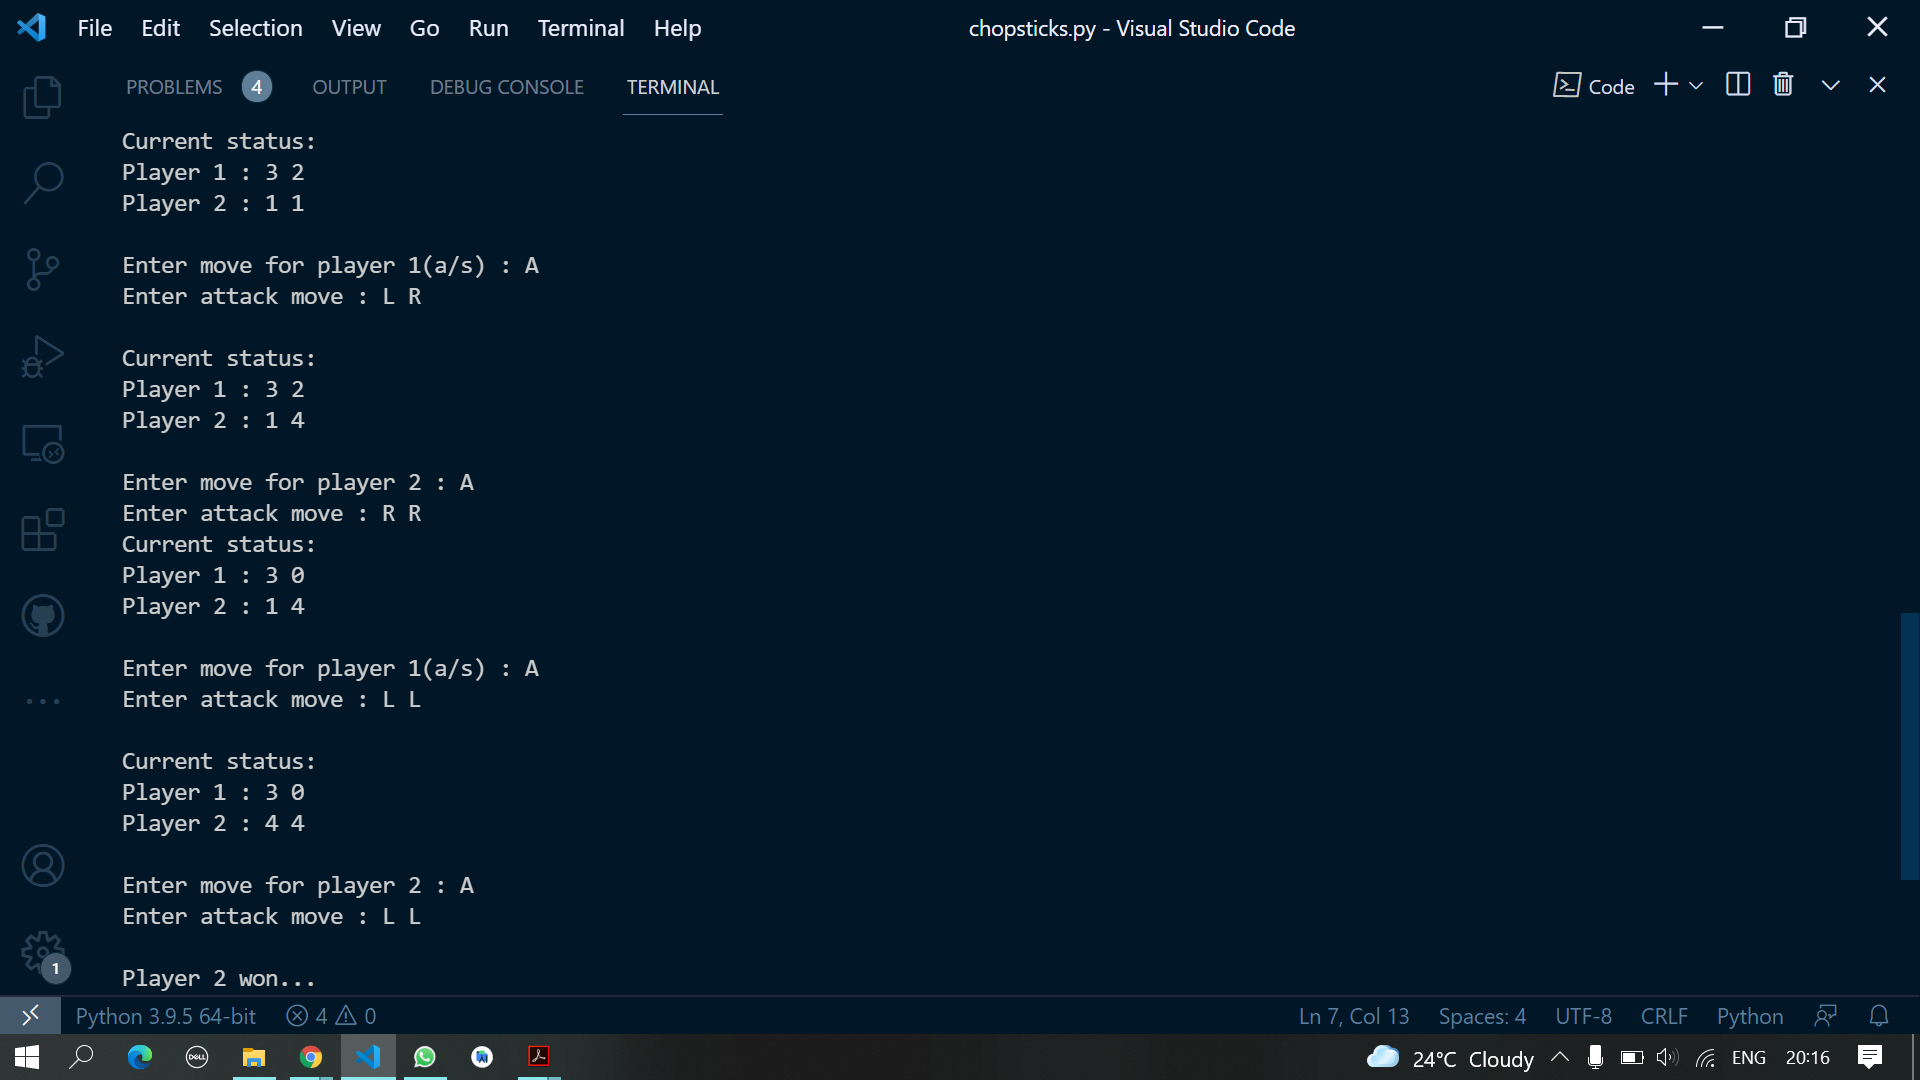 File Edit Selection View Go Run Terminal Help
chopsticks.py - Visual Studio Code
PROBLEMS 4 OUTPUT DEBUG CONSOLE TERMINAL
Code
Current status:
Player 1 : 3 2
Player 2 : 1 1
Enter move for player 1(a/s) : A
Enter attack move : L R
Current status:
Player 1 : 3 2
Player 2 : 1 4
Enter move for player 2 : A
Enter attack move : R R
Current status:
Player 1 : 3 0
Player 2 : 1 4
Enter move for player 1(a/s) : A
Enter attack move : L L
Current status:
Player 1 : 3 0
Player 2 : 4 4
Enter move for player 2 : A
Enter attack move : L L
Player 2 won...
1
Python 3.9.5 64-bit 4 0
Ln 7, Col 13 Spaces: 4 UTF-8 CRLF Python
DELL
24°C Cloudy ENG 20:16